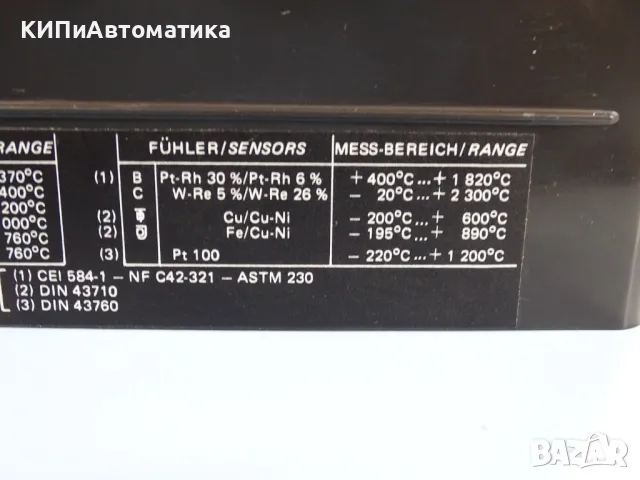 КИПиАвтоматика
RANGE FÜHLER/SENSORS MESS-BEREICH/RANGE
370°C (1) B Pt-Rh 30 %/Pt-Rh 6 % + 400°C...+ 1 820°C
400°C C W-Re 5 %/W-Re 26 % - 20°C...+ 2 300°C
200°C
000°C (2) Cu/Cu-Ni - 200°C...+ 600°C
760°C (2) Fe/Cu-Ni - 195°C...+ 890°C
760°C (3) Pt 100 - 220°C...+ 1 200°C
(1) CEI 584-1 - NF C42-321 - ASTM 230
(2) DIN 43710
(3) DIN 43760
BAZAR